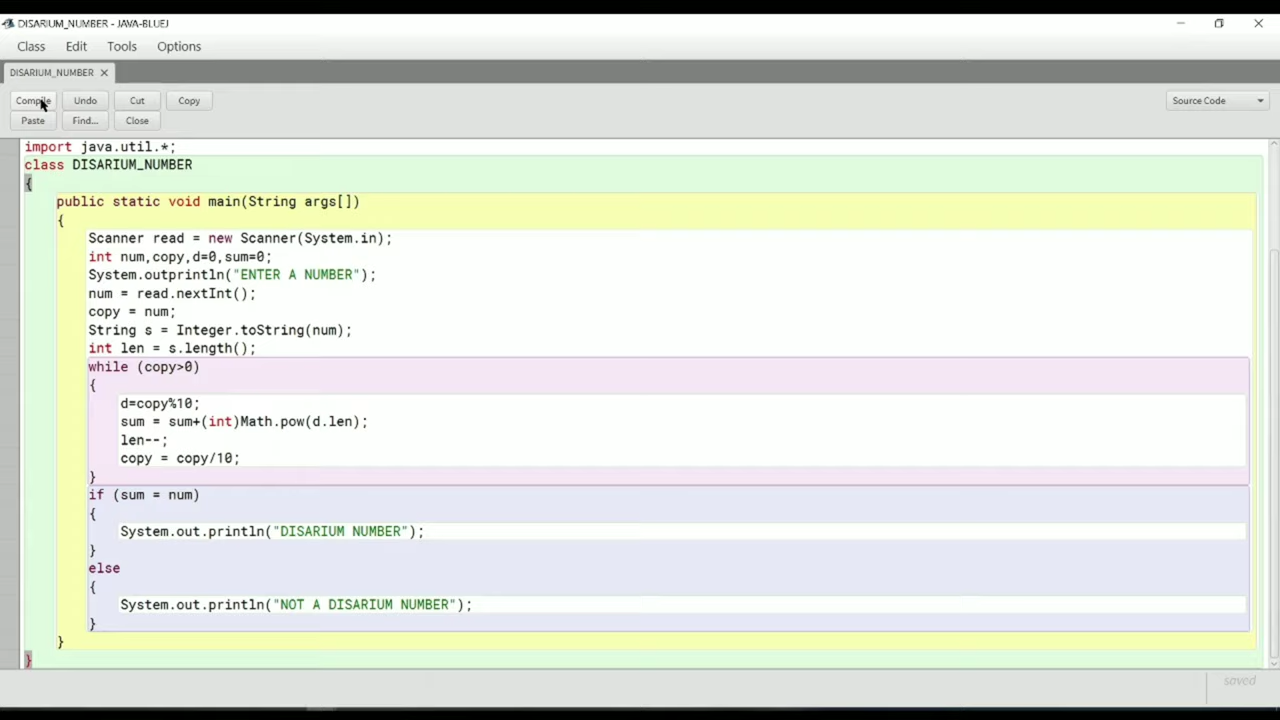 DISARIUM_NUMBER - JAVA-BLUEJ
Class Edit Tools Options
DISARIUM_NUMBER
Compile Undo Cut Copy Source Code
Paste Find... Close
import java.util.*;
class DISARIUM_NUMBER
{
public static void main(String args[])
{
Scanner read = new Scanner(System.in);
int num,copy,d=0,sum=0;
System.outprintln("ENTER A NUMBER");
num = read.nextInt();
copy = num;
String s = Integer.toString(num);
int len = s.length();
while (copy>0)
{
d=copy%10;
sum = sum+(int)Math.pow(d.len);
len--;
copy = copy/10;
}
if (sum = num)
{
System.out.println("DISARIUM NUMBER");
}
else
{
System.out.println("NOT A DISARIUM NUMBER");
}
}
}
saved